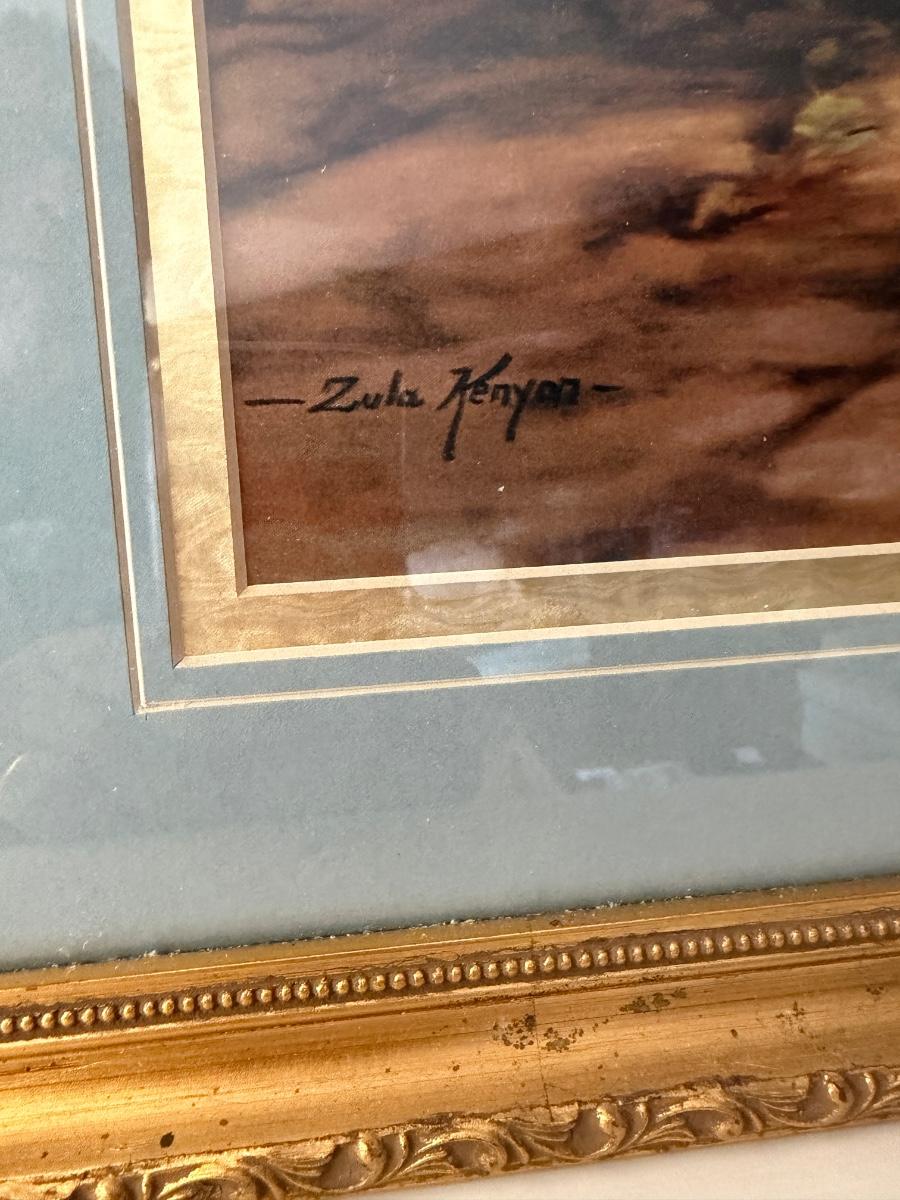 — Zula Kenyon —